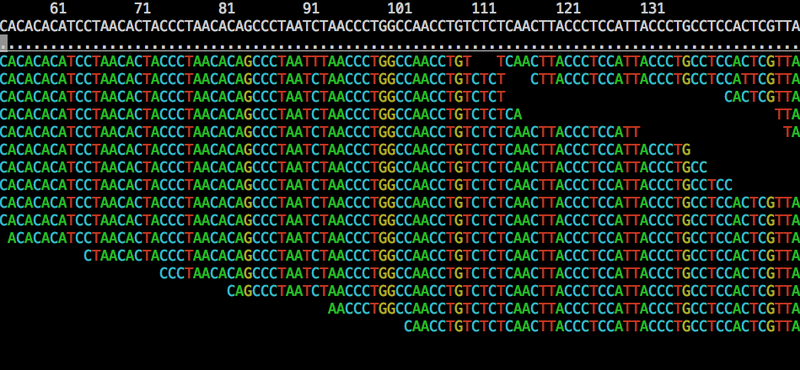 61 71 81 91 101 111 121 131
CACACACATCCTAACACTACCCTAACACAGCCCTAATCTAACCCTGGCCAACCTGTCTCTCAACTTACCCTCCATTACCCTGCCTCCACTCGTTA
...............................................................................................
CACACACATCCTAACACTACCCTAACACAGCCCTAATTTAACCCTGGCCAACCTGT   TCAACTTACCCTCCATTACCCTGCCTCCACTCGTTA
CACACACATCCTAACACTACCCTAACACAGCCCTAATCTAACCCTGGCCAACCTGTCTCT   CTTACCCTCCATTACCCTGCCTCCATTCGTTA
CACACACATCCTAACACTACCCTAACACAGCCCTAATCTAACCCTGGCCAACCTGTCTCT                          CACTCGTTA
CACACACATCCTAACACTACCCTAACACAGCCCTAATCTAACCCTGGCCAACCTGTCTCTCA                              TTA
CACACACATCCTAACACTACCCTAACACAGCCCTAATCTAACCCTGGCCAACCTGTCTCTCAACTTACCCTCCATT                 TA
CACACACATCCTAACACTACCCTAACACAGCCCTAATCTAACCCTGGCCAACCTGTCTCTCAACTTACCCTCCATTACCCTG
CACACACATCCTAACACTACCCTAACACAGCCCTAATCTAACCCTGGCCAACCTGTCTCTCAACTTACCCTCCATTACCCTGCC
CACACACATCCTAACACTACCCTAACACAGCCCTAATCTAACCCTGGCCAACCTGTCTCTCAACTTACCCTCCATTACCCTGCCTCC
CACACACATCCTAACACTACCCTAACACAGCCCTAATCTAACCCTGGCCAACCTGTCTCTCAACTTACCCTCCATTACCCTGCCTCCACTCGTTA
CACACACATCCTAACACTACCCTAACACAGCCCTAATCTAACCCTGGCCAACCTGTCTCTCAACTTACCCTCCATTACCCTGCCTCCACTCGTTA
ACACACATCCTAACACTACCCTAACACAGCCCTAATCTAACCCTGGCCAACCTGTCTCTCAACTTACCCTCCATTACCCTGCCTCCACTCGTTA
CTAACACTACCCTAACACAGCCCTAATCTAACCCTGGCCAACCTGTCTCTCAACTTACCCTCCATTACCCTGCCTCCACTCGTTA
CCCTAACACAGCCCTAATCTAACCCTGGCCAACCTGTCTCTCAACTTACCCTCCATTACCCTGCCTCCACTCGTTA
CAGCCCTAATCTAACCCTGGCCAACCTGTCTCTCAACTTACCCTCCATTACCCTGCCTCCACTCGTTA
AACCCTGGCCAACCTGTCTCTCAACTTACCCTCCATTACCCTGCCTCCACTCGTTA
CAACCTGTCTCTCAACTTACCCTCCATTACCCTGCCTCCACTCGTTA